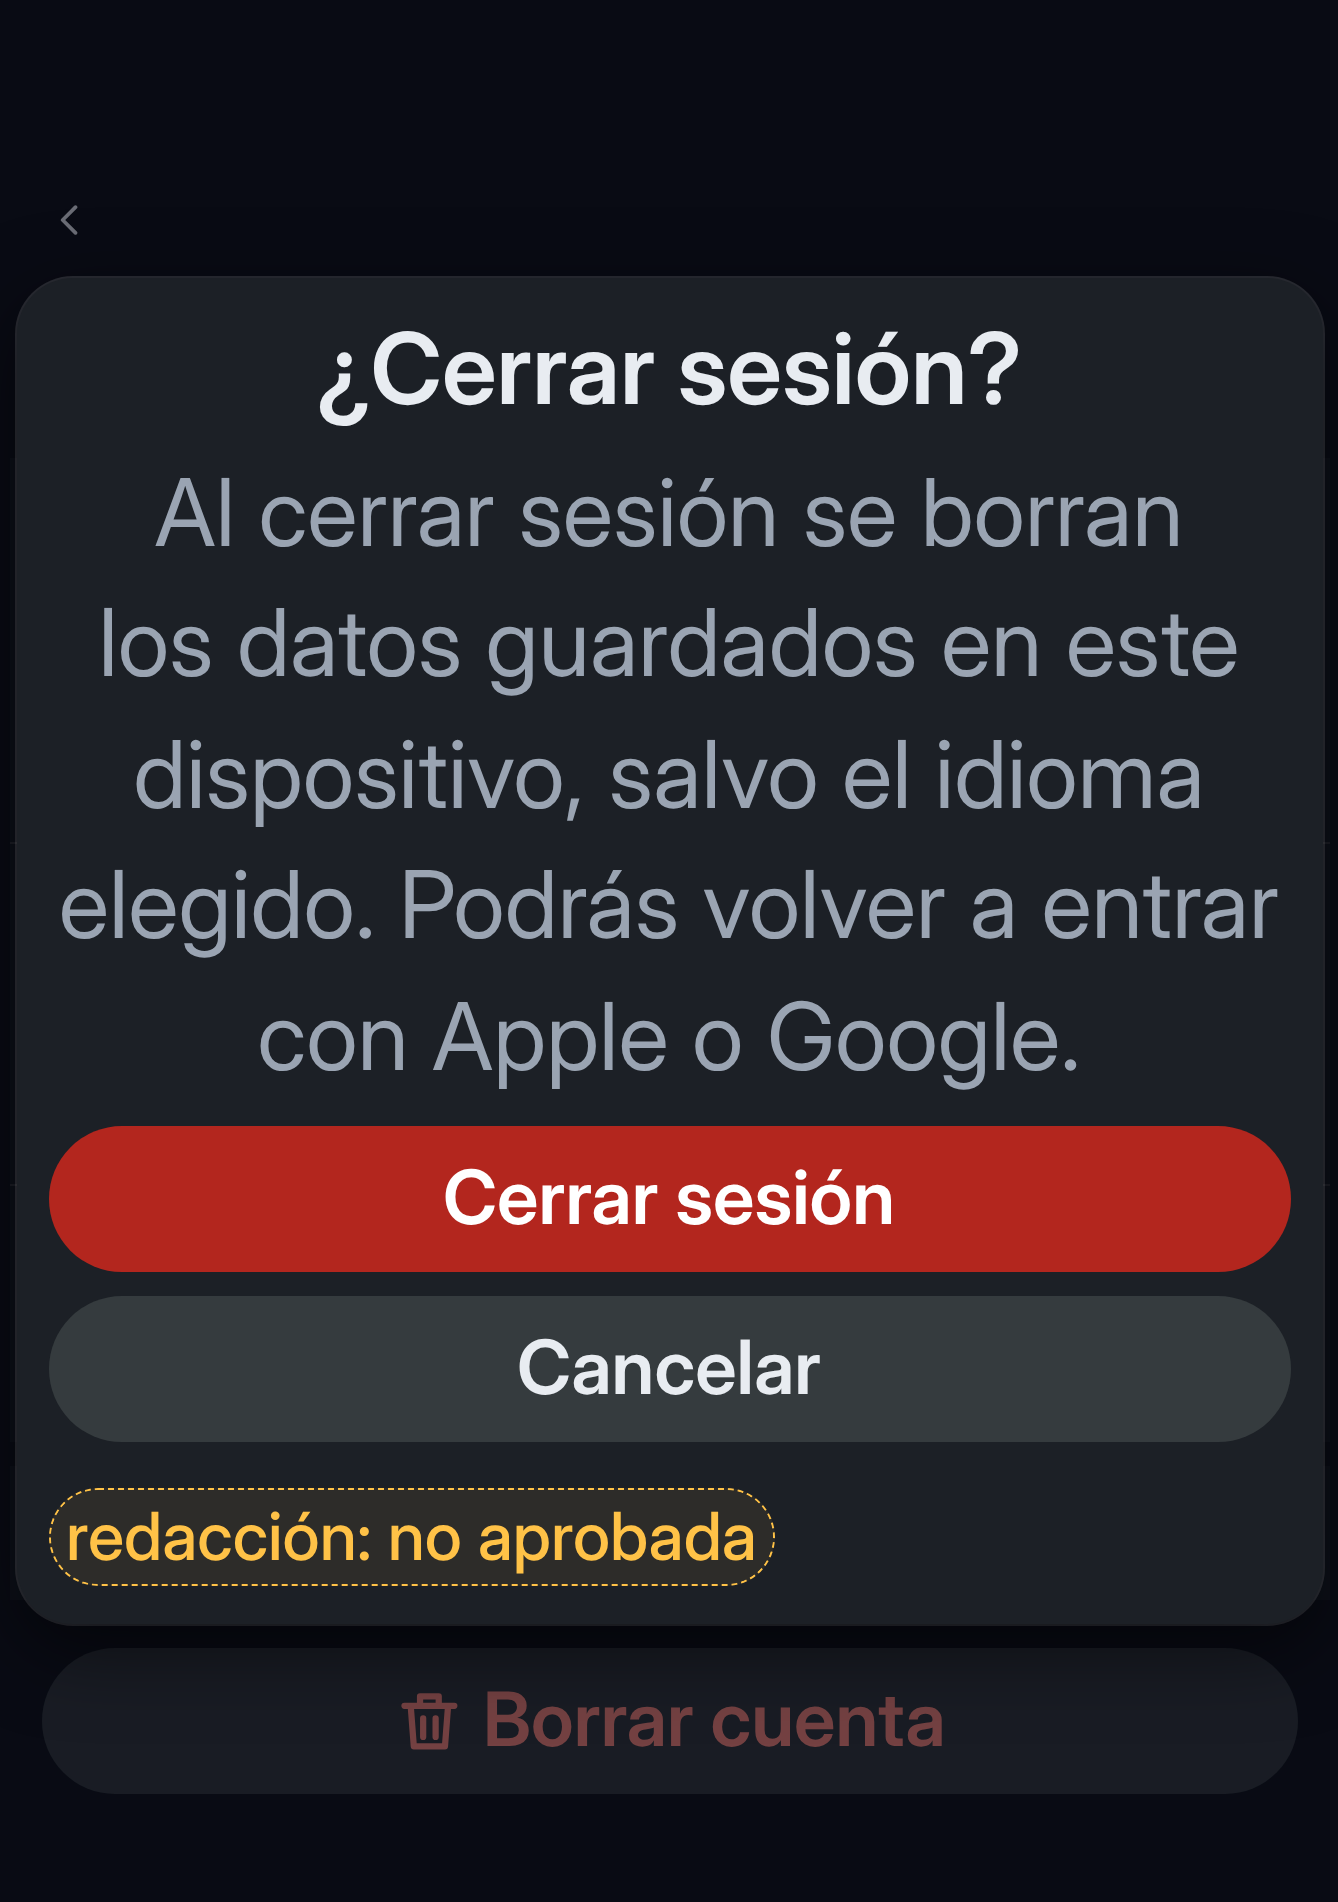 ¿Cerrar sesión?
Al cerrar sesión se borran
los datos guardados en este
dispositivo, salvo el idioma
elegido. Podrás volver a entrar
con Apple o Google.
Cerrar sesión
Cancelar
redacción: no aprobada
Borrar cuenta